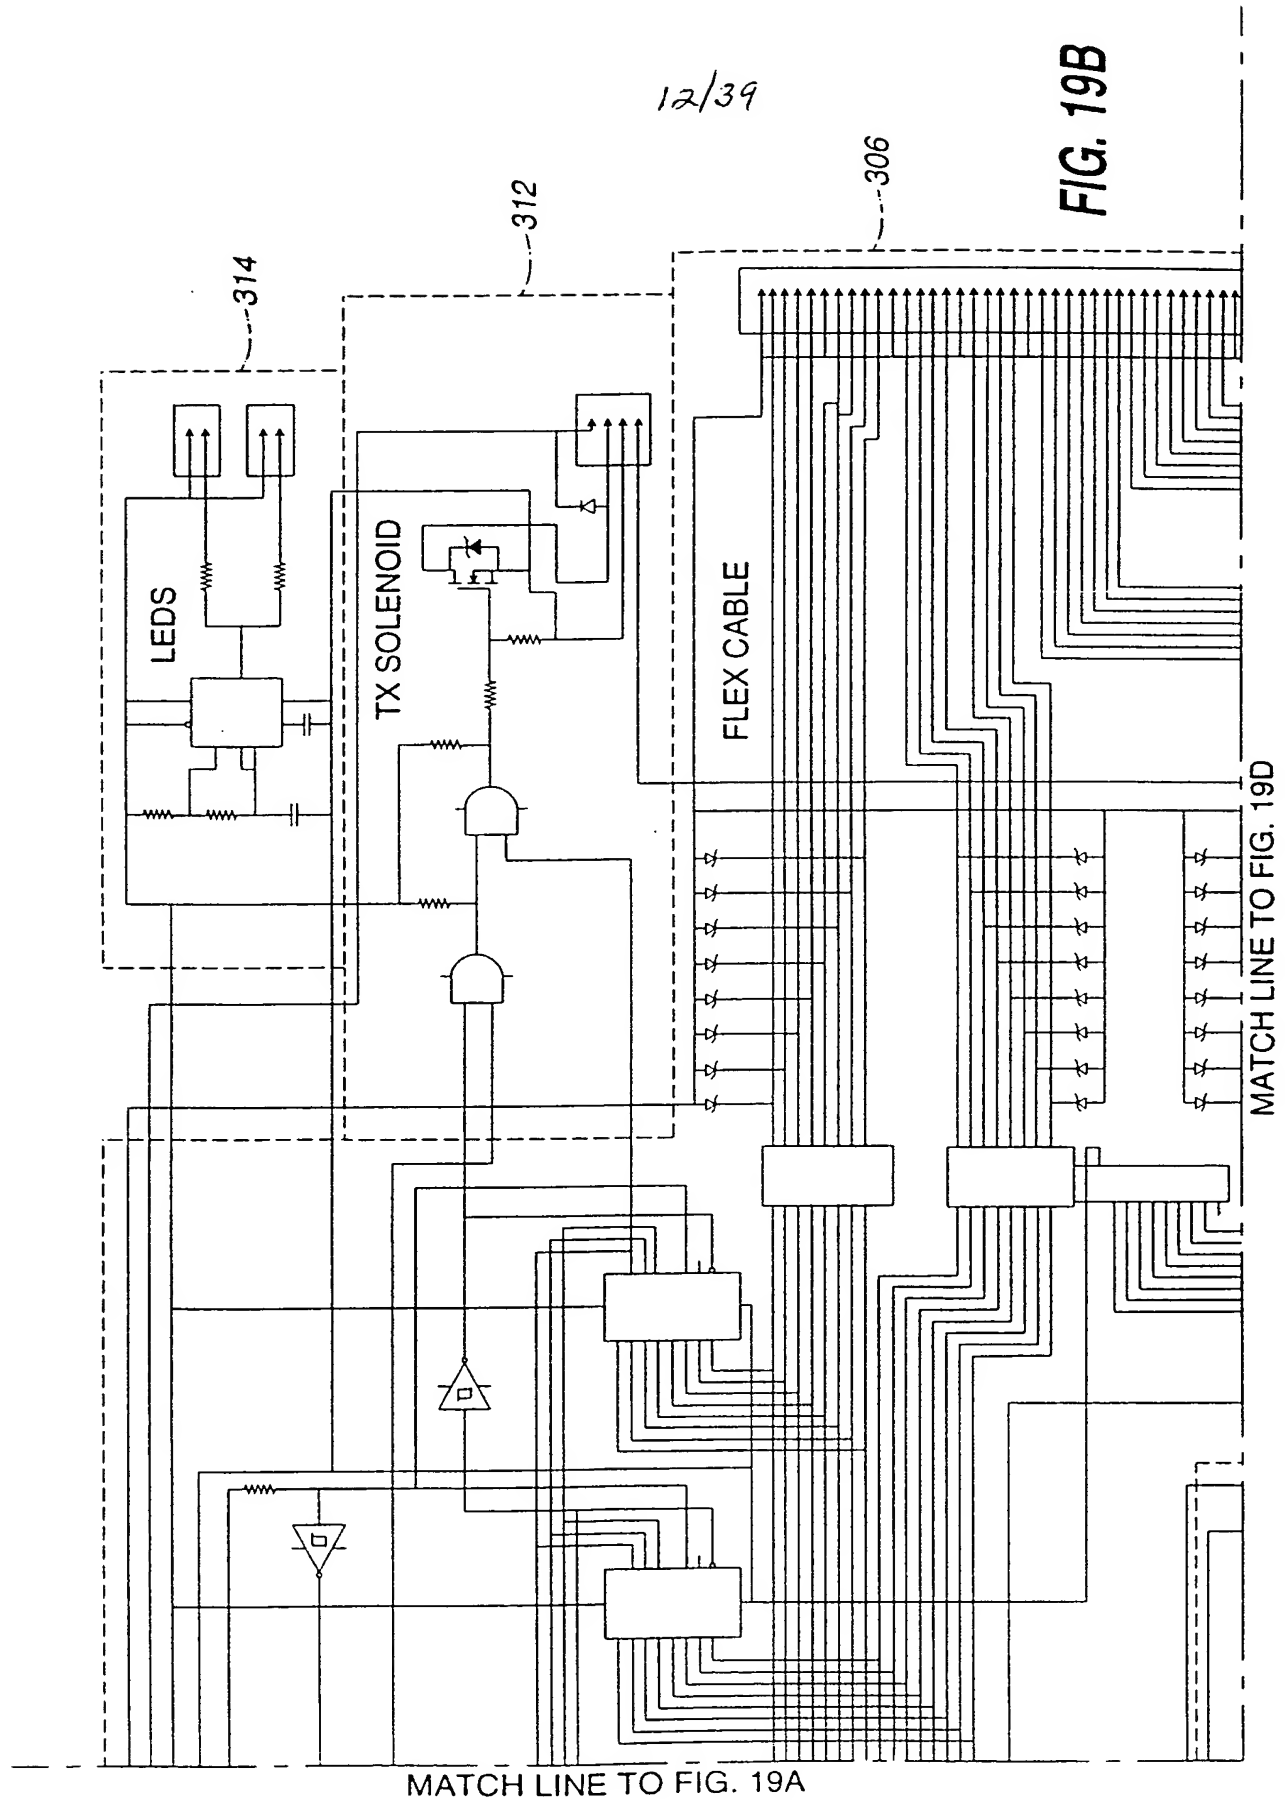 12/39
FIG. 19B
314
312
306
LEDS
TX SOLENOID
FLEX CABLE
MATCH LINE TO FIG. 19D
MATCH LINE TO FIG. 19A